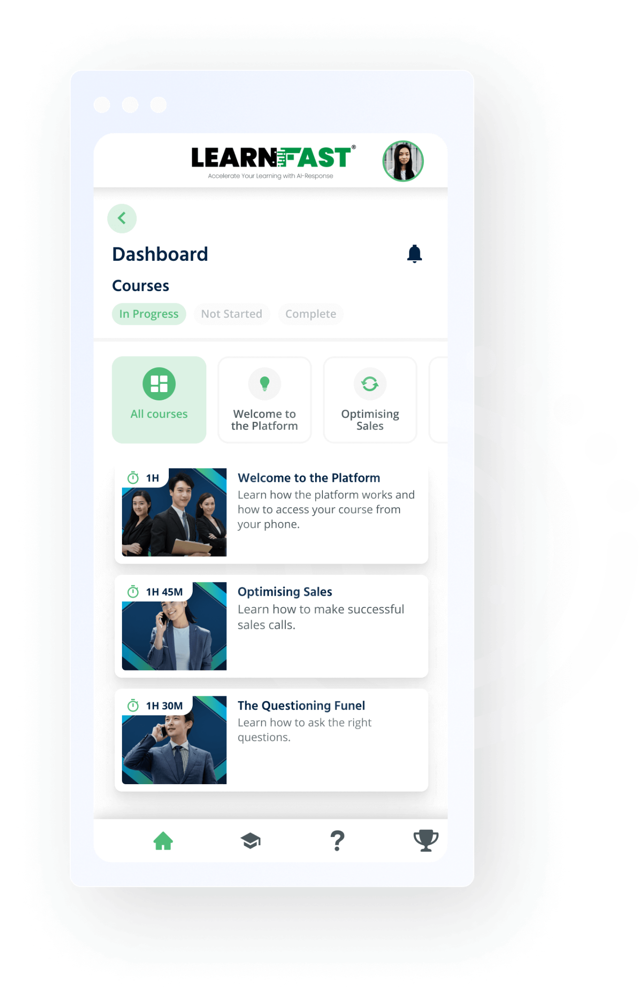 LEARNFAST®
Accelerate Your Learning with AI-Response
Dashboard
Courses
In Progress
Not Started
Complete
All courses
Welcome to
the Platform
Optimising
Sales
1H
Welcome to the Platform
Learn how the platform works and
how to access your course from
your phone.
1H 45M
Optimising Sales
Learn how to make successful
sales calls.
1H 30M
The Questioning Funel
Learn how to ask the right
questions.
?